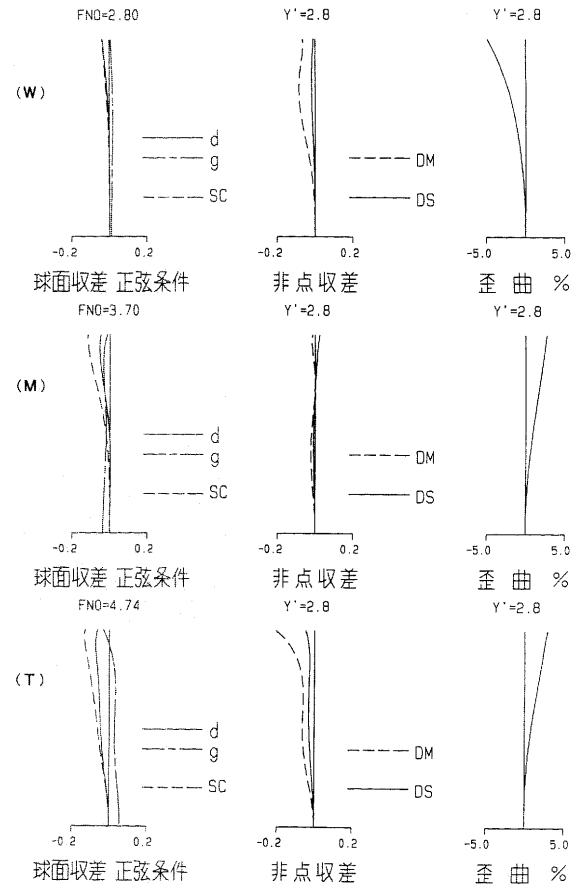 FNO=2.80 Y'=2.8 Y'=2.8
(W)
d
g DM
SC DS
-0.2 0.2 -0.2 0.2 -5.0 5.0
球面収差 正弦条件 非点収差 歪曲 %
FNO=3.70 Y'=2.8 Y'=2.8
(M)
d
g DM
SC DS
-0.2 0.2 -0.2 0.2 -5.0 5.0
球面収差 正弦条件 非点収差 歪曲 %
FNO=4.74 Y'=2.8 Y'=2.8
(T)
d
g DM
SC DS
-0.2 0.2 -0.2 0.2 -5.0 5.0
球面収差 正弦条件 非点収差 歪曲 %